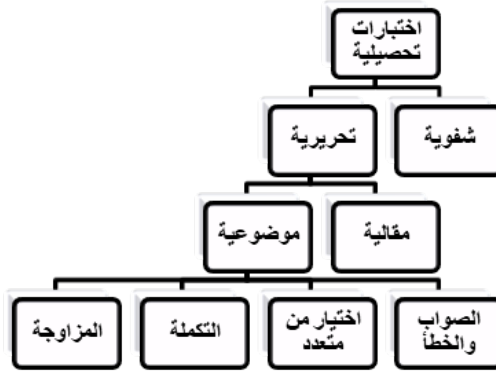 اختبارات
تحصيلية
شفوية
تحريرية
مقالية
موضوعية
الصواب
والخطأ
اختيار من
متعدد
التكملة
المزاوجة